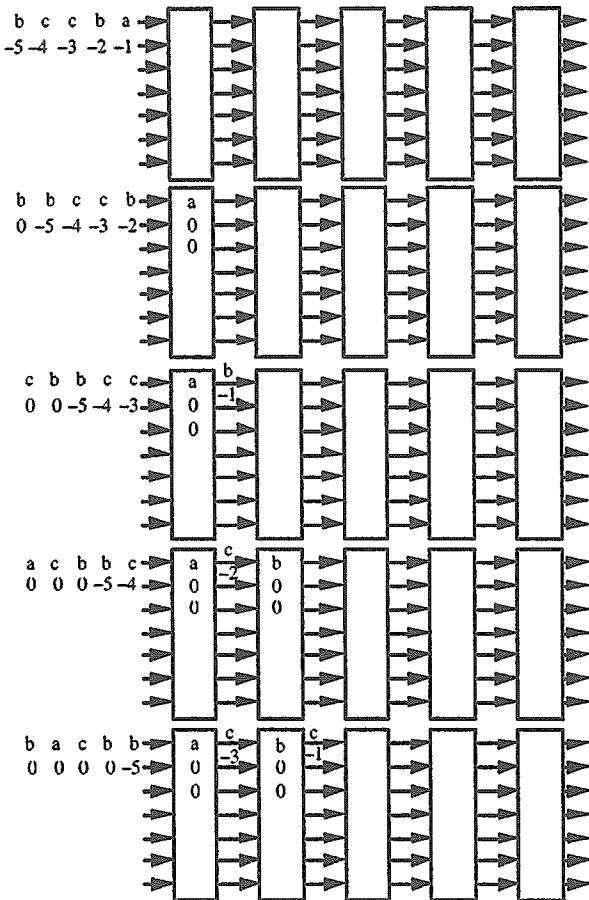 b c c b a
-5 -4 -3 -2 -1
b b c c b a
0 -5 -4 -3 -2 0
0
c b b c c a b
0 0 -5 -4 -3 0 -1
0
a c b b c a c b
0 0 0 -5 -4 0 -2 0
0 0
b a c b b a c b c
0 0 0 0 -5 0 -3 0 -1
0 0